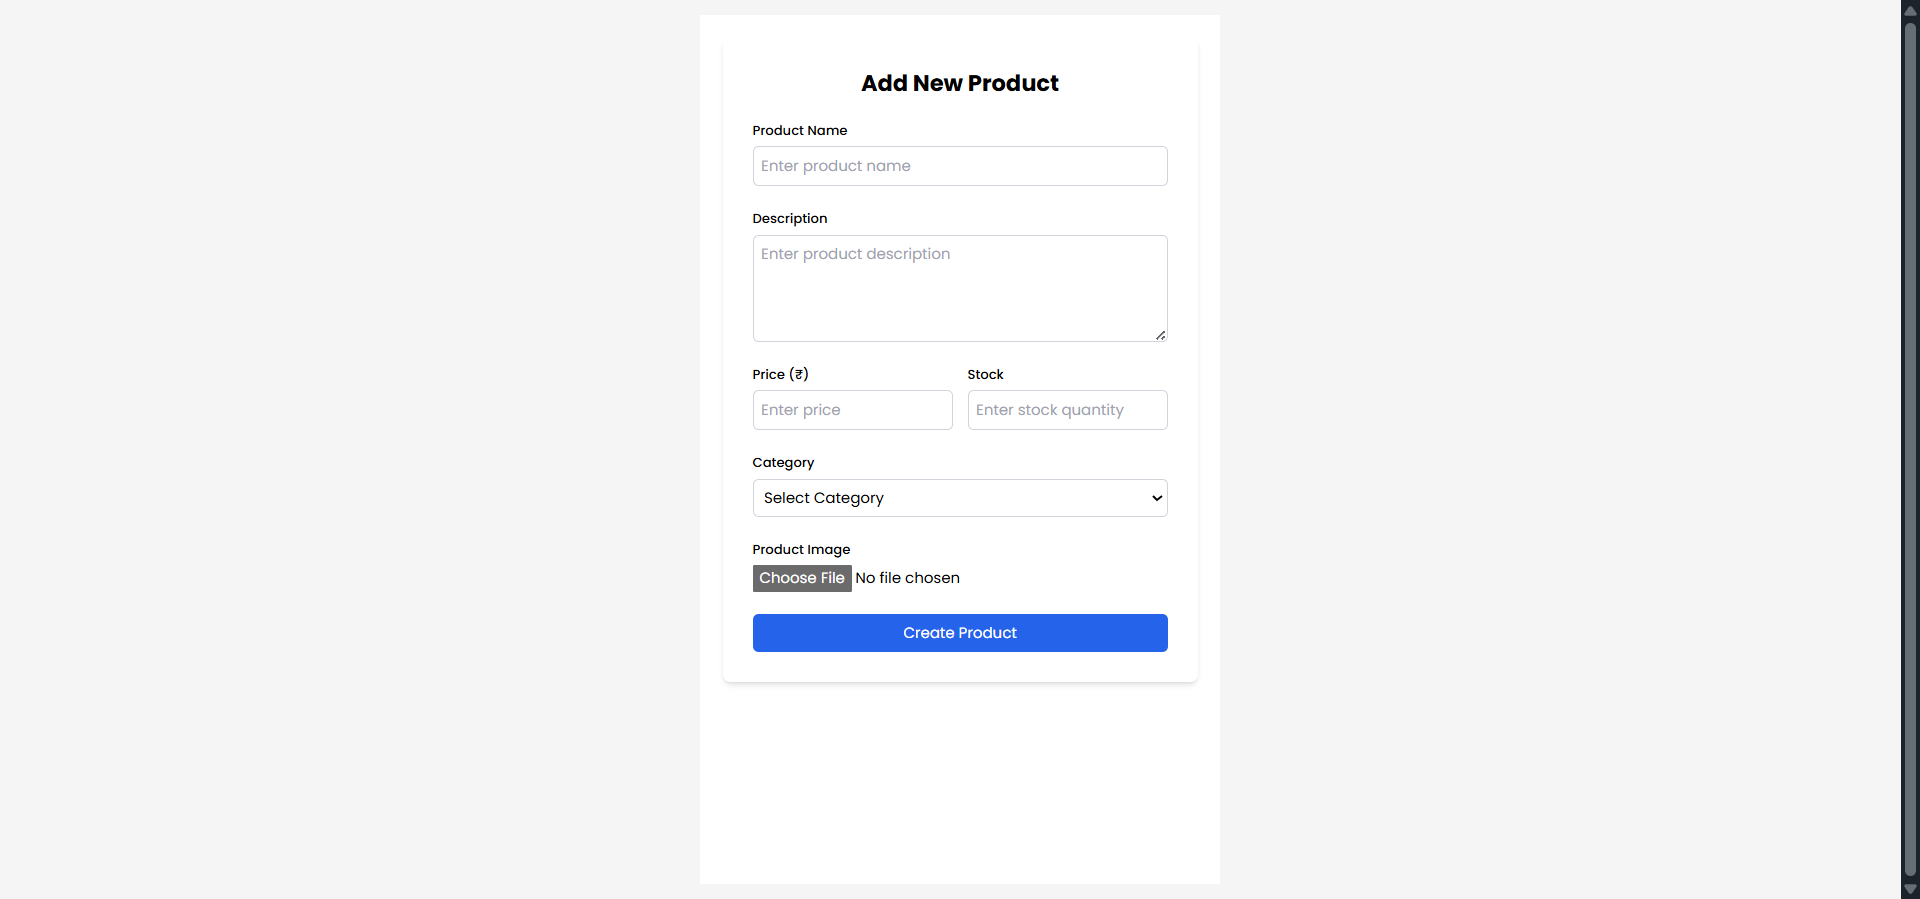 Add New Product
Product Name
Enter product name
Description
Enter product description
Price (₹) Stock
Enter price Enter stock quantity
Category
Select Category
Product Image
Choose File No file chosen
Create Product